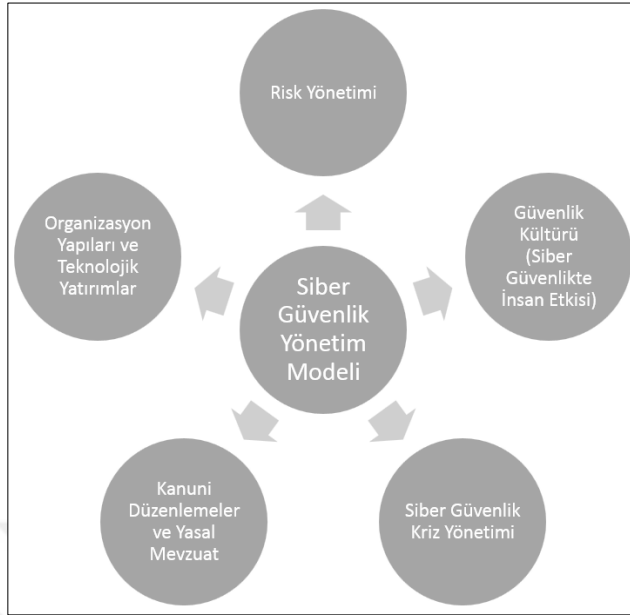 Risk Yönetimi
Organizasyon
Yapıları ve
Teknolojik
Yatırımlar
Güvenlik
Kültürü
(Siber
Güvenlikte
İnsan Etkisi)
Siber
Güvenlik
Yönetim
Modeli
Kanuni
Düzenlemeler
ve Yasal
Mevzuat
Siber Güvenlik
Kriz Yönetimi